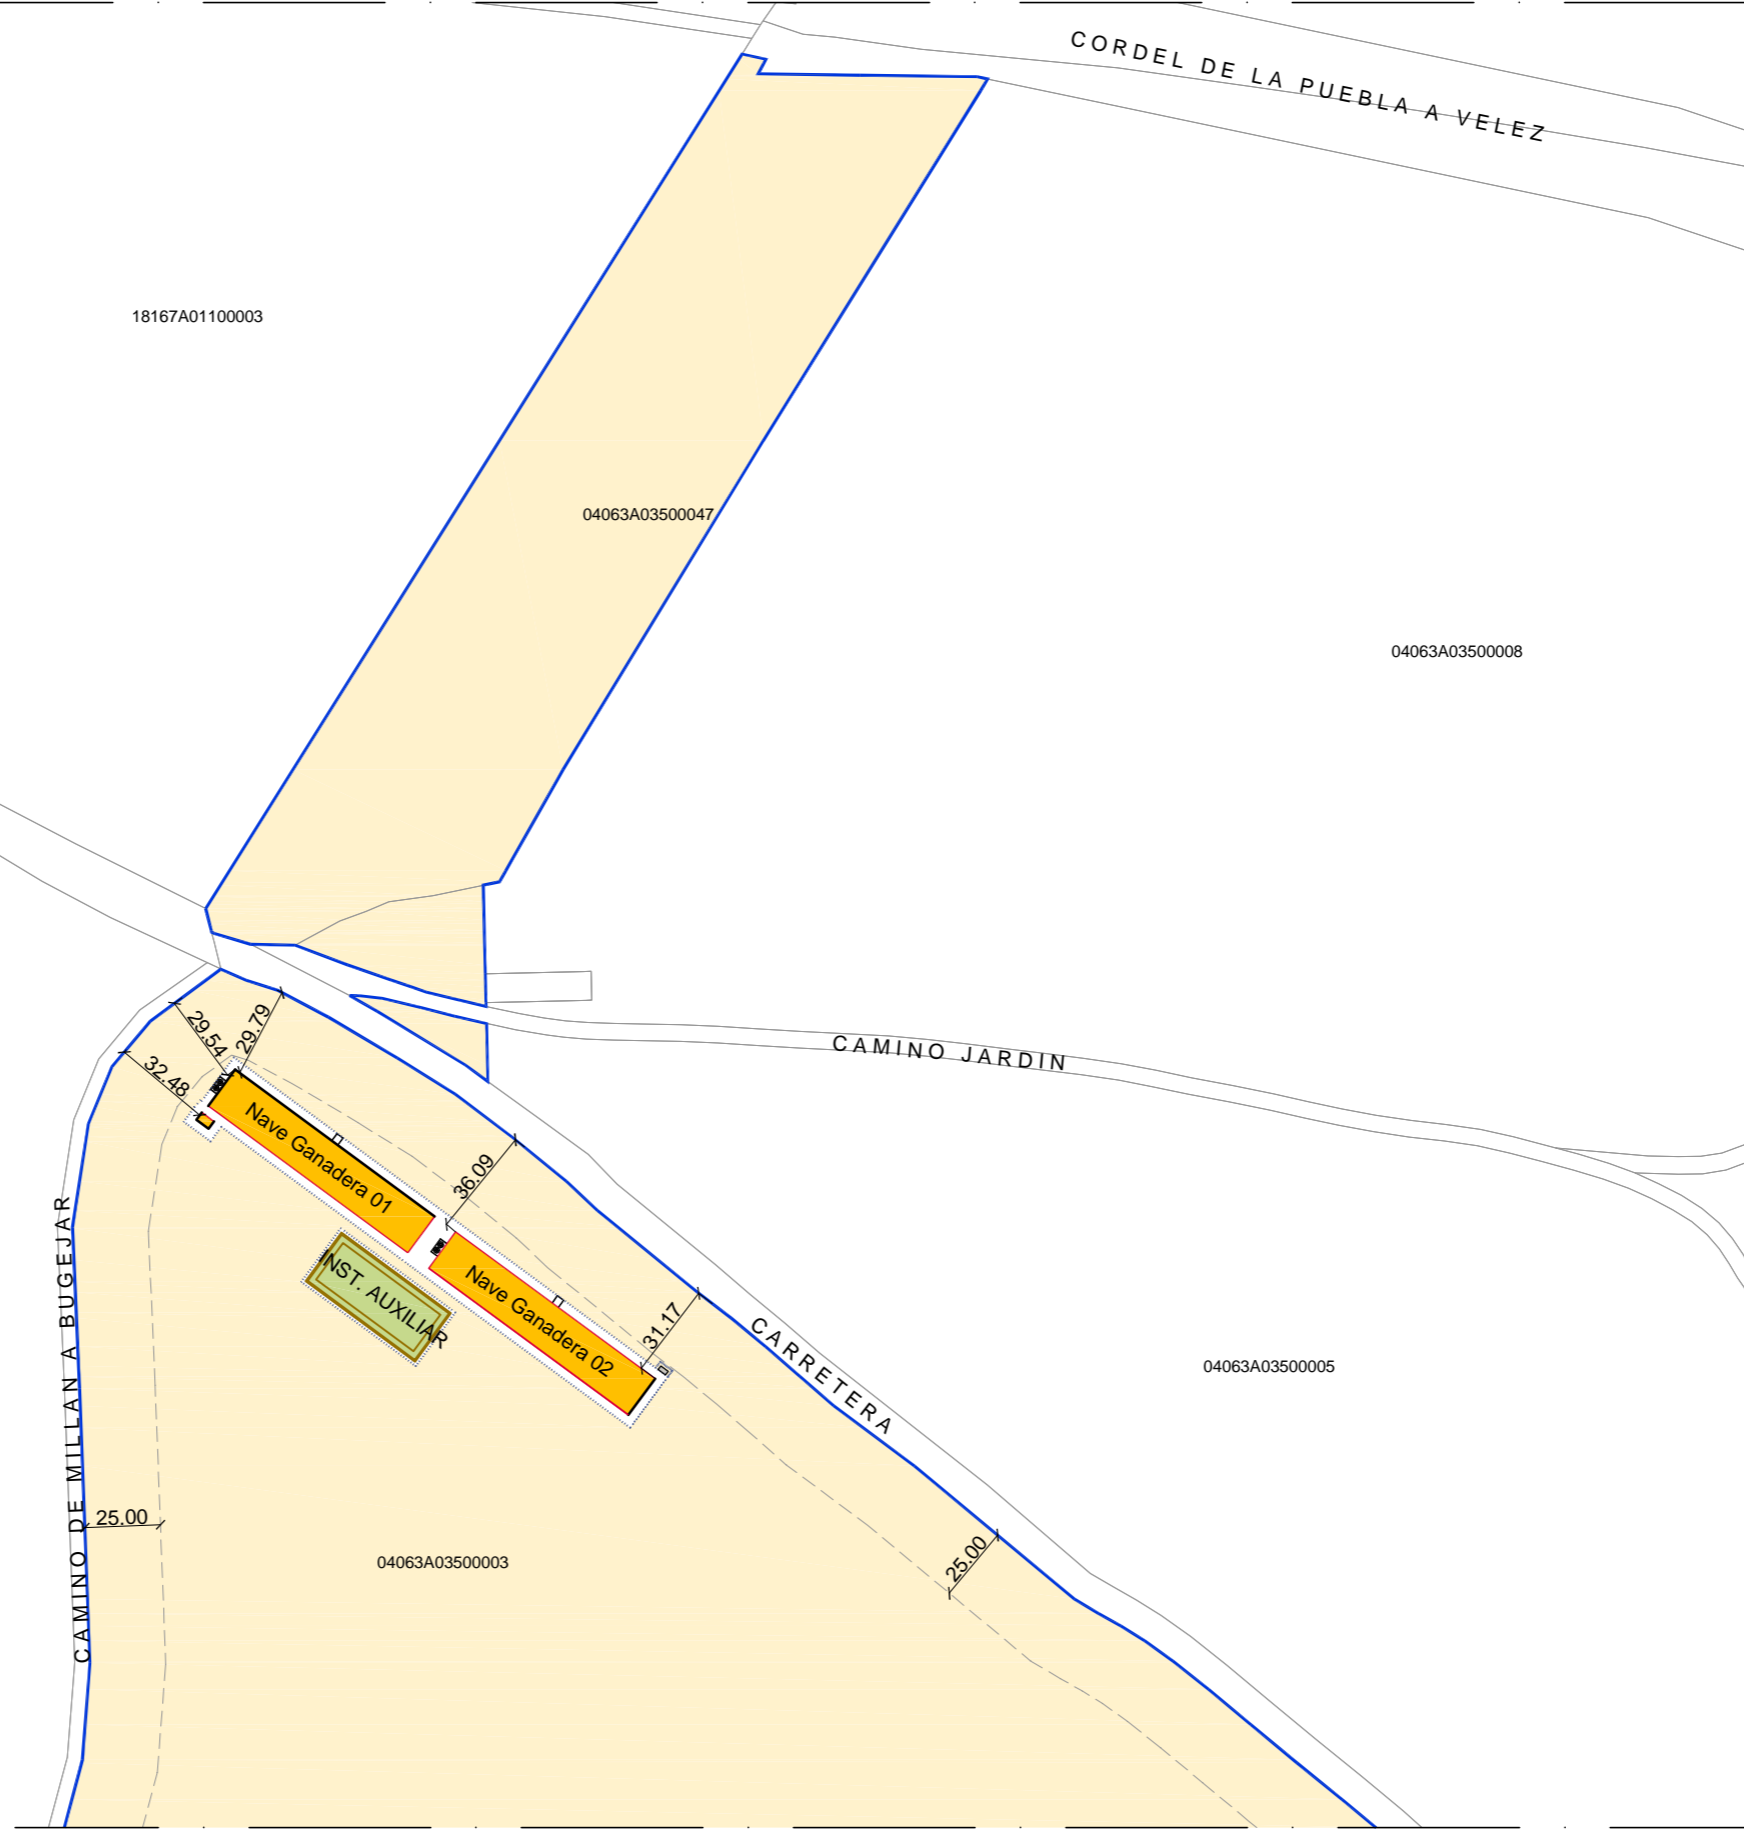 CORDEL DE LA PUEBLA A VELEZ
18167A01100003
04063A03500047
04063A03500008
29.54
29.79
32.48
CAMINO JARDIN
Nave Ganadera 01
36.09
CAMINO DE MILLAN A BUGEJAR
INST. AUXILIAR
Nave Ganadera 02
31.17
CARRETERA
04063A03500005
25.00
04063A03500003
25.00